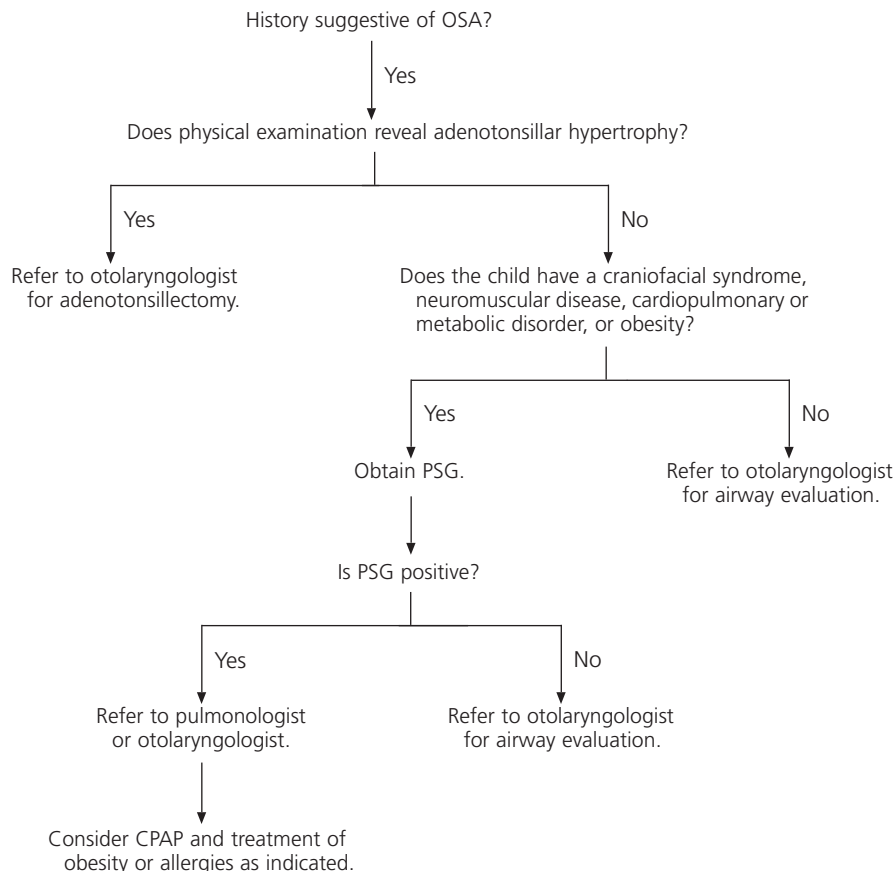 History suggestive of OSA?
Yes
Does physical examination reveal adenotonsillar hypertrophy?
Yes
No
Refer to otolaryngologist
for adenotonsillectomy.
Does the child have a craniofacial syndrome,
neuromuscular disease, cardiopulmonary or
metabolic disorder, or obesity?
Yes
No
Obtain PSG.
Refer to otolaryngologist
for airway evaluation.
Is PSG positive?
Yes
No
Refer to pulmonologist
or otolaryngologist.
Refer to otolaryngologist
for airway evaluation.
Consider CPAP and treatment of
obesity or allergies as indicated.